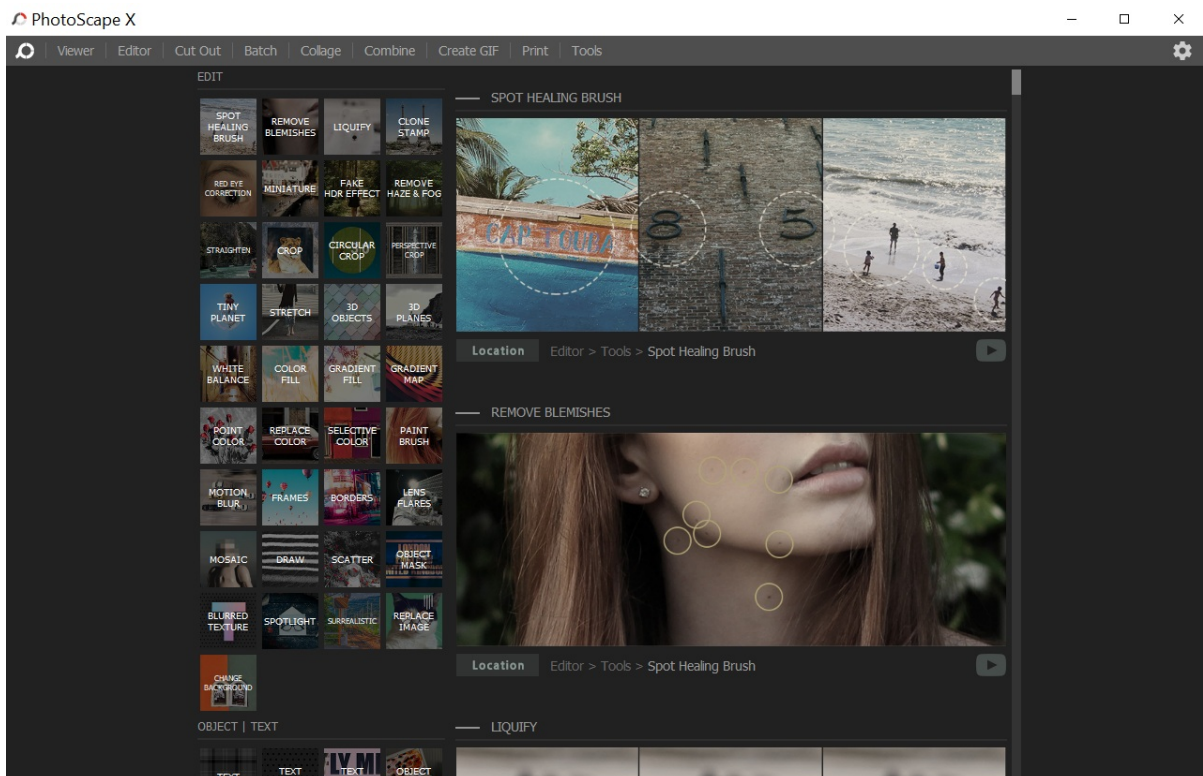 PhotoScape X
Viewer
Editor
Cut Out
Batch
Collage
Combine
Create GIF
Print
Tools
EDIT
SPOT
HEALING
BRUSH
REMOVE
BLEMISHES
LIQUIFY
CLONE
STAMP
RED EYE
CORRECTION
MINIATURE
FAKE
HDR EFFECT
REMOVE
HAZE & FOG
STRAIGHTEN
CROP
CIRCULAR
CROP
PERSPECTIVE
CROP
TINY
PLANET
STRETCH
3D
OBJECTS
3D
PLANES
WHITE
BALANCE
COLOR
FILL
GRADIENT
FILL
GRADIENT
MAP
POINT
COLOR
REPLACE
COLOR
SELECTIVE
COLOR
PAINT
BRUSH
MOTION
BLUR
FRAMES
BORDERS
LENS
FLARES
MOSAIC
DRAW
SCATTER
OBJECT
MASK
BLURRED
TEXTURE
SPOTLIGHT
SURREALISTIC
REPLACE
IMAGE
CHANGE
BACKGROUND
OBJECT | TEXT
TEXT
TEXT
TEXT
OBJECT
SPOT HEALING BRUSH
CAP TOUBA
8 5
Location
Editor > Tools > Spot Healing Brush
REMOVE BLEMISHES
Location
Editor > Tools > Spot Healing Brush
LIQUIFY